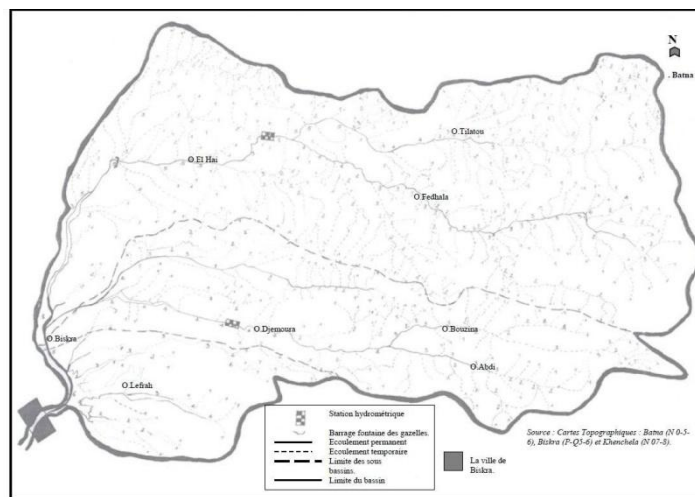 N
. Batna
O.Tilatou
O.El Hai
O.Fedhala
O.Djemoura
O.Bouzina
O.Biskra
O.Abdi
O.Lefrah
Station hydrométrique
Barrage fontaine des gazelles.
Ecoulement permanent
Ecoulement temporaire
Limite des sous
bassins.
Limite du bassin
La ville de
Biskra.
Source : Cartes Topographiques : Batna (N 0-5-
6), Biskra (P-Q5-6) et Khenchela (N 07-8).